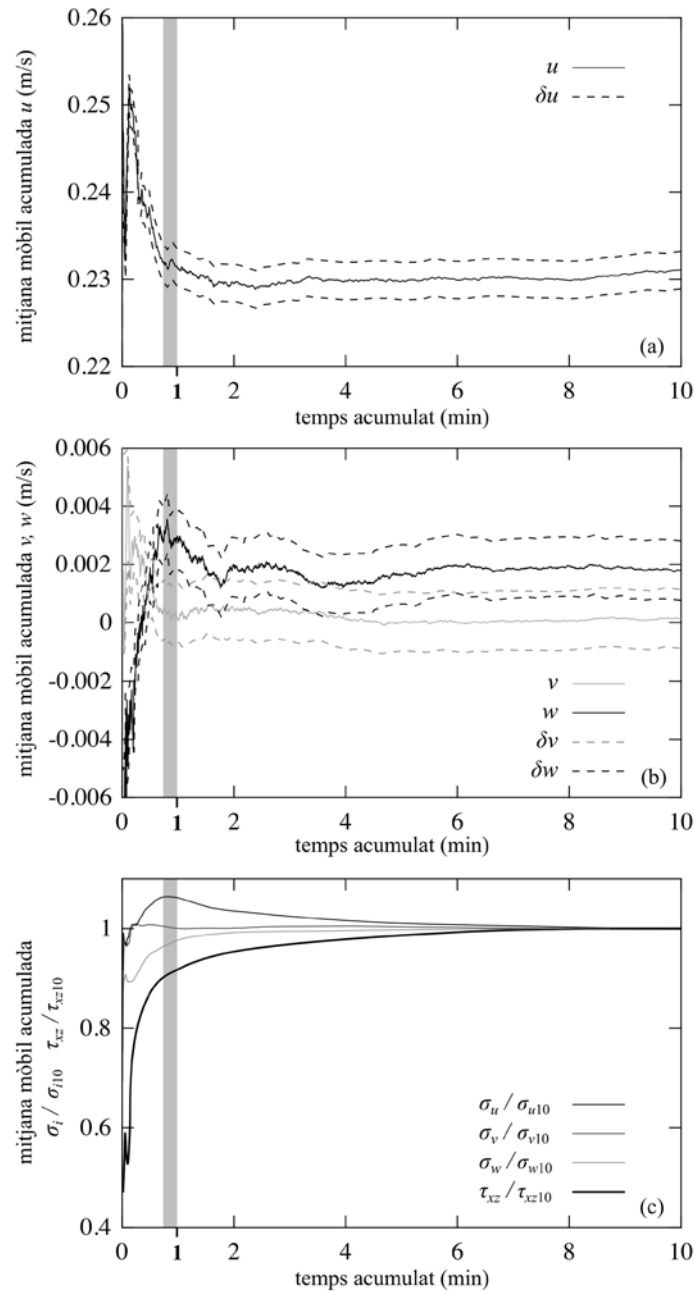 0.26
0.25
0.24
0.23
0.22
mitjana mòbil acumulada u (m/s)
u
δu
(a)
0 1 2 4 6 8 10
temps acumulat (min)
0.006
0.004
0.002
0
-0.002
-0.004
-0.006
mitjana mòbil acumulada v, w (m/s)
v
w
δv
δw
(b)
0 1 2 4 6 8 10
temps acumulat (min)
1
0.8
0.6
0.4
mitjana mòbil acumulada
σi / σi10 τxz / τxz10
σu / σu10
σv / σv10
σw / σw10
τxz / τxz10
(c)
0 1 2 4 6 8 10
temps acumulat (min)